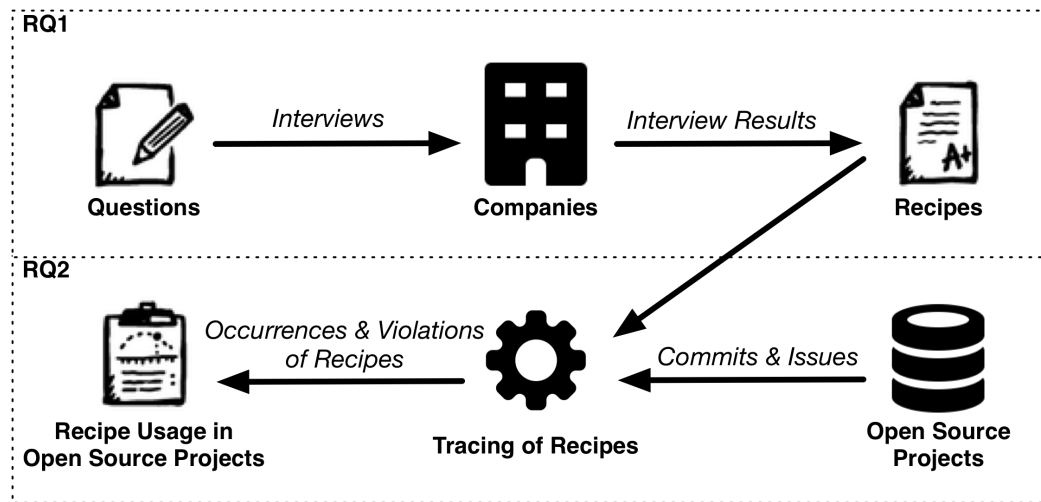 RQ1
Interviews
Interview Results
A+
Questions
Companies
Recipes
RQ2
Occurrences & Violations
of Recipes
Commits & Issues
Recipe Usage in
Open Source Projects
Tracing of Recipes
Open Source
Projects